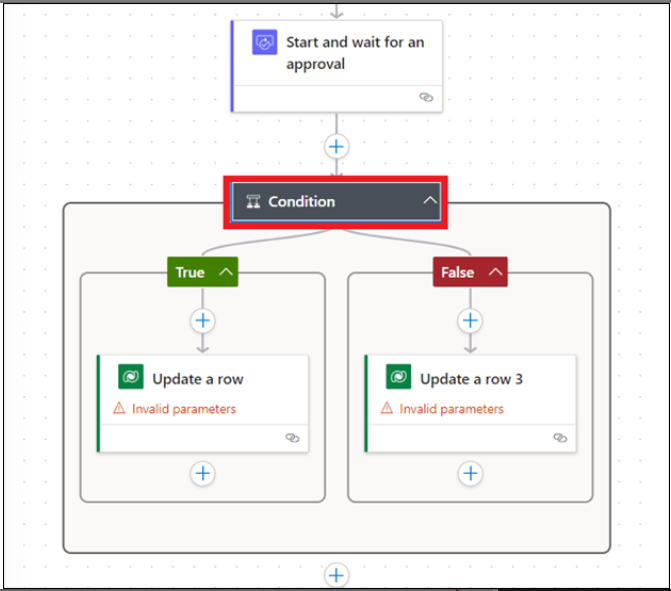 Start and wait for an
approval
Condition
True
False
Update a row
Invalid parameters
Update a row 3
Invalid parameters